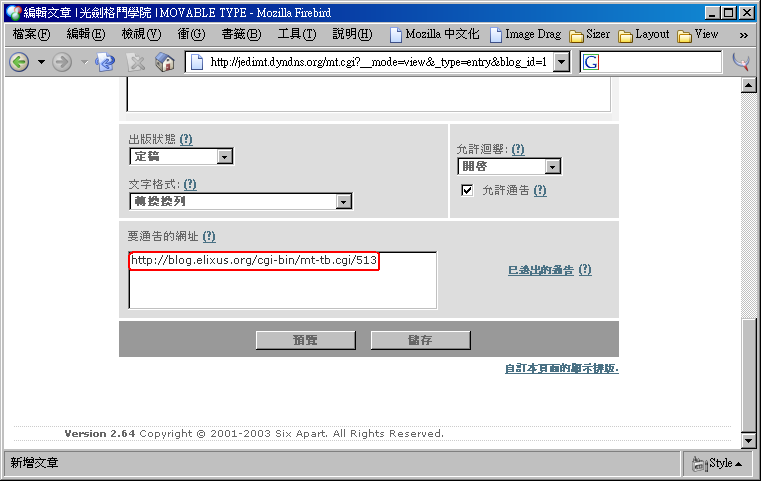 編輯文章 | 光劍格鬥學院 | MOVABLE TYPE - Mozilla Firebird
檔案(F) 編輯(E) 檢視(V) 衝(G) 書籤(B) 工具(T) 說明(H) Mozilla 中文化 Image Drag Sizer Layout View »
http://jedimt.dyndns.org/mt.cgi?__mode=view&_type=entry&blog_id=1
G
出版狀態 (?)
定稿
文字格式: (?)
轉換換列
允許迴響: (?)
開啓
允許通告 (?)
要通告的網址 (?)
http://blog.elixus.org/cgi-bin/mt-tb.cgi/513
已送出的通告 (?)
預覽 儲存
自訂本頁面的顯示排版.
Version 2.64 Copyright © 2001-2003 Six Apart. All Rights Reserved.
新增文章 Style